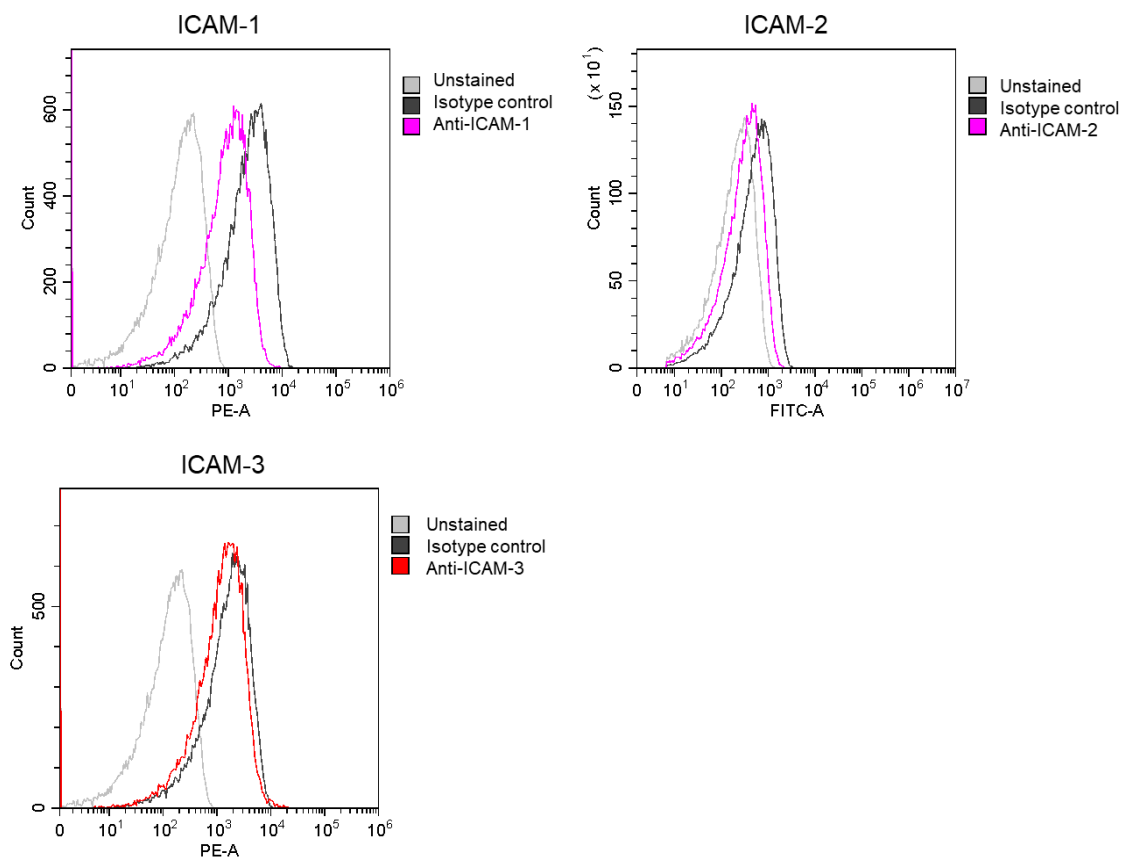 ICAM-1
600
400
200
0
Count
0 10¹ 10² 10³ 10⁴ 10⁵ 10⁶
PE-A
Unstained
Isotype control
Anti-ICAM-1
ICAM-2
(x 10¹)
150
100
50
0
Count
0 10¹ 10² 10³ 10⁴ 10⁵ 10⁶ 10⁷
FITC-A
Unstained
Isotype control
Anti-ICAM-2
ICAM-3
500
0
Count
0 10¹ 10² 10³ 10⁴ 10⁵ 10⁶
PE-A
Unstained
Isotype control
Anti-ICAM-3